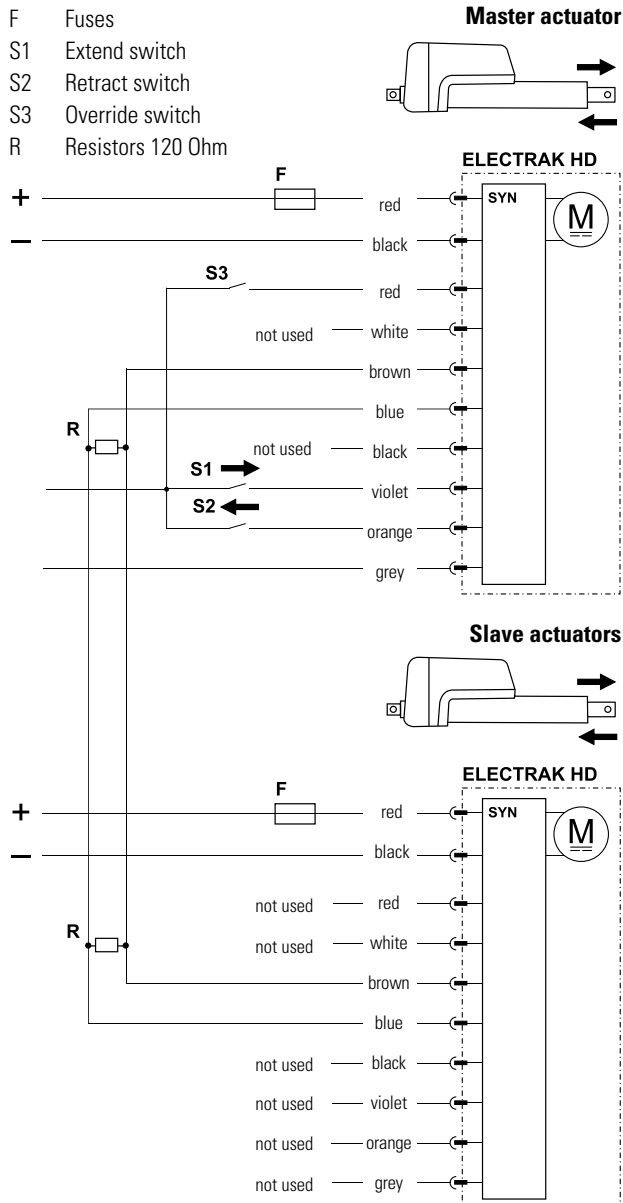 F Fuses
S1 Extend switch
S2 Retract switch
S3 Override switch
R Resistors 120 Ohm
Master actuator
ELECTRAK HD
F
+ red SYN M
– black
S3
red
not used white
brown
blue
R
not used black
S1 violet
S2 orange
grey
Slave actuators
ELECTRAK HD
F
+ red SYN M
– black
not used red
not used white
R
brown
blue
not used black
not used violet
not used orange
not used grey